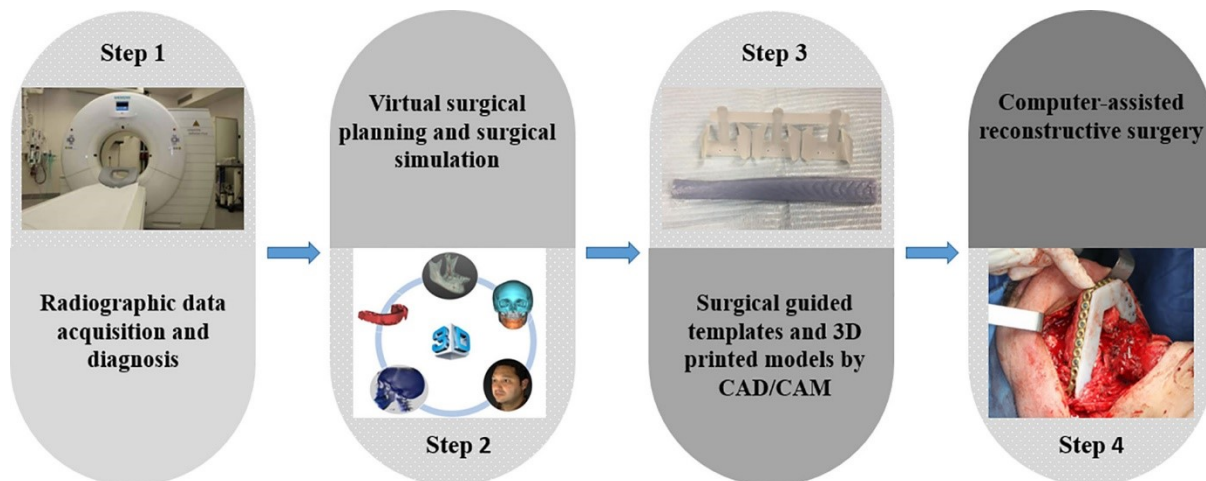 Step 1
Radiographic data
acquisition and
diagnosis
Virtual surgical
planning and surgical
simulation
3D
Step 2
Step 3
Surgical guided
templates and 3D
printed models by
CAD/CAM
Computer-assisted
reconstructive surgery
Step 4